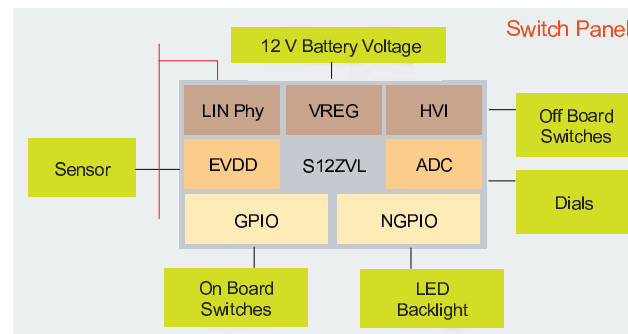 Switch Panel
12 V Battery Voltage
LIN Phy
VREG
HVI
Off Board
Switches
Sensor
EVDD
S12ZVL
ADC
Dials
GPIO
NGPIO
On Board
Switches
LED
Backlight